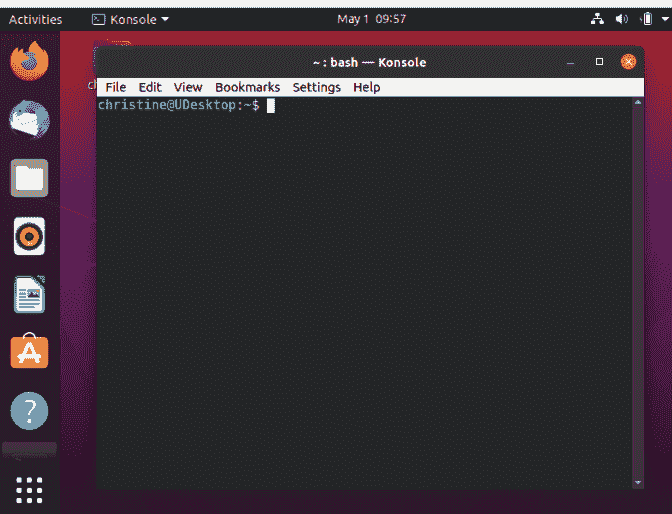 Activities Konsole May 1 09:57
~ : bash — Konsole
File Edit View Bookmarks Settings Help
christine@UDesktop:~$